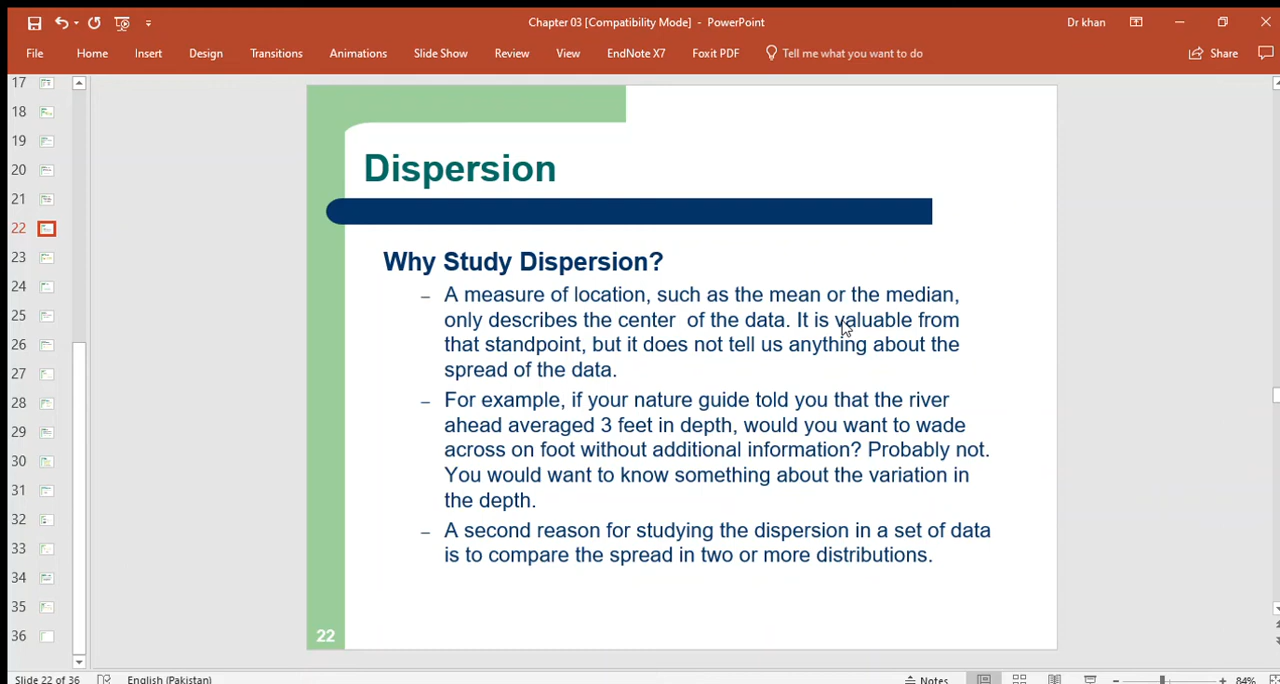 Chapter 03 [Compatibility Mode] - PowerPoint
Dr khan
File Home Insert Design Transitions Animations Slide Show Review View EndNote X7 Foxit PDF Tell me what you want to do Share
17
18
19
20
21
22
23
24
25
26
27
28
29
30
31
32
33
34
35
36
Dispersion
Why Study Dispersion?
– A measure of location, such as the mean or the median,
only describes the center of the data. It is valuable from
that standpoint, but it does not tell us anything about the
spread of the data.
– For example, if your nature guide told you that the river
ahead averaged 3 feet in depth, would you want to wade
across on foot without additional information? Probably not.
You would want to know something about the variation in
the depth.
– A second reason for studying the dispersion in a set of data
is to compare the spread in two or more distributions.
22
Slide 22 of 36 English (Pakistan) Notes 84%